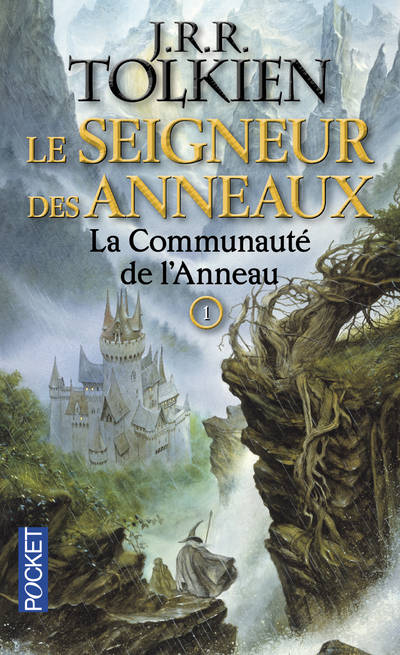 J.R.R.
TOLKIEN
LE SEIGNEUR
DES ANNEAUX
La Communauté
de l'Anneau
1
POCKET